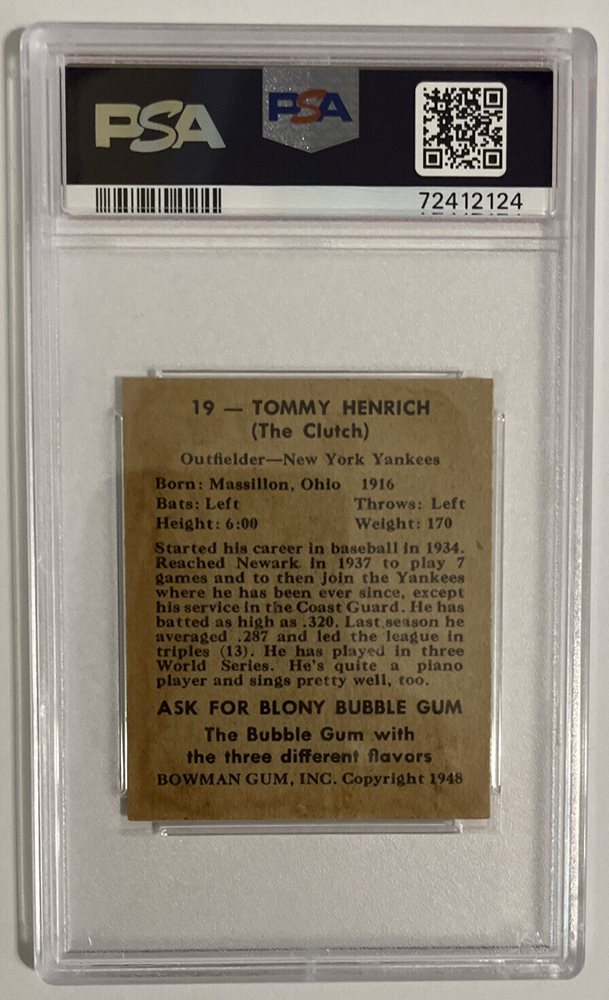 PSA
PSA
72412124
19 — TOMMY HENRICH
(The Clutch)
Outfielder—New York Yankees
Born: Massillon, Ohio 1916
Bats: Left Throws: Left
Height: 6:00 Weight: 170
Started his career in baseball in 1934.
Reached Newark in 1937 to play 7
games and to then join the Yankees
where he has been ever since, except
his service in the Coast Guard. He has
batted as high as .320. Last season he
averaged .287 and led the league in
triples (13). He has played in three
World Series. He's quite a piano
player and sings pretty well, too.
ASK FOR BLONY BUBBLE GUM
The Bubble Gum with
the three different flavors
BOWMAN GUM, INC. Copyright 1948